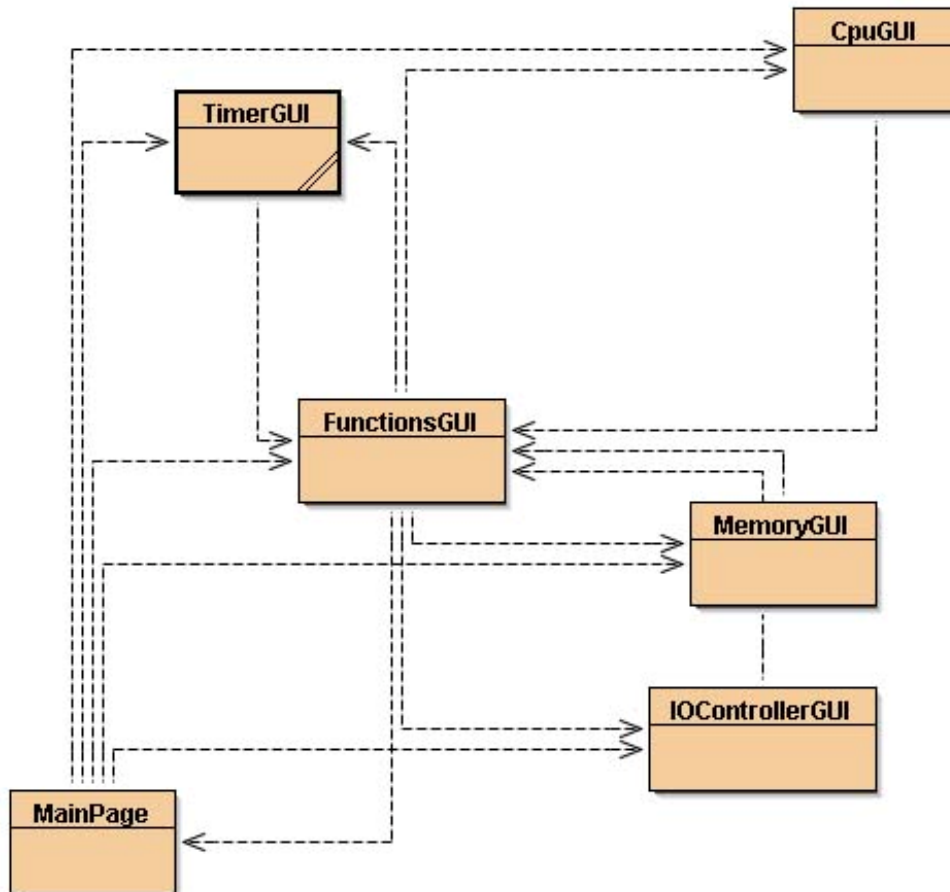 CpuGUI
TimerGUI
FunctionsGUI
MemoryGUI
IOControllerGUI
MainPage